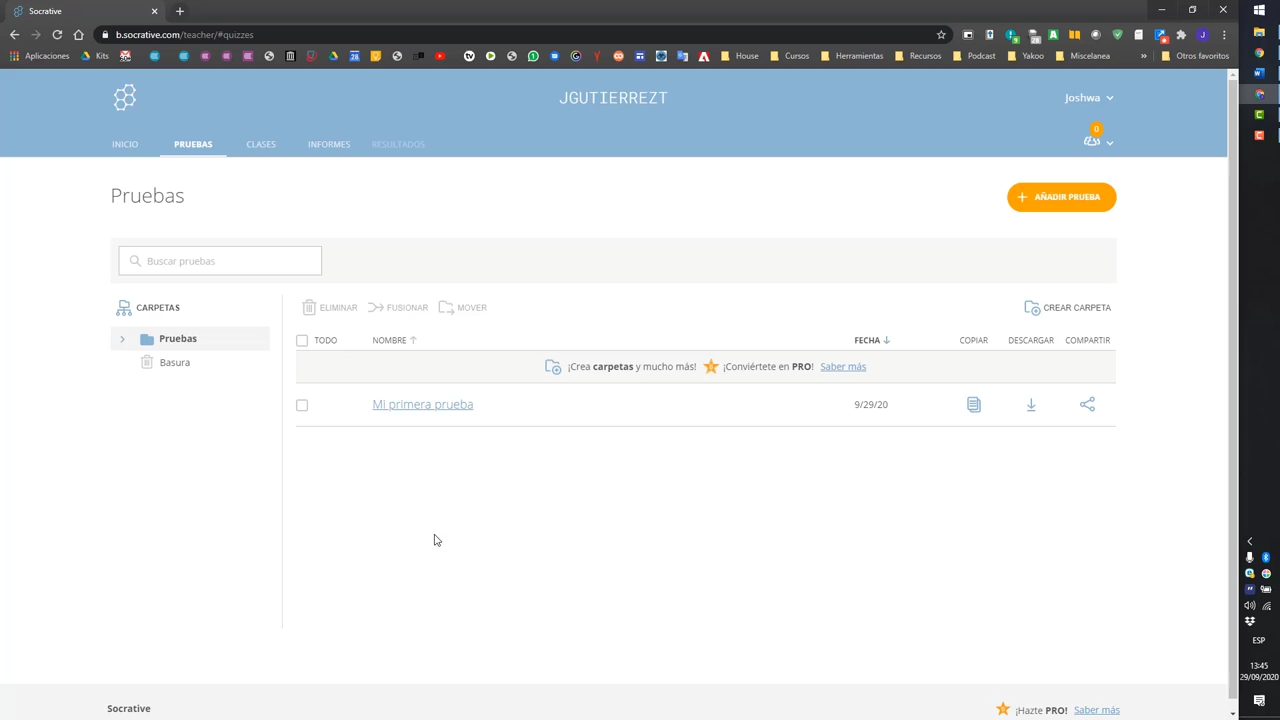 Socrative
b.socrative.com/teacher/#quizzes
Aplicaciones Kits 28 House Cursos Herramientas Recursos Podcast Yakoo Miscelanea » Otros favoritos
JGUTIERREZT
Joshwa
0
INICIO PRUEBAS CLASES INFORMES RESULTADOS
Pruebas
+ AÑADIR PRUEBA
Buscar pruebas
CARPETAS
Pruebas
Basura
ELIMINAR FUSIONAR MOVER CREAR CARPETA
TODO NOMBRE FECHA COPIAR DESCARGAR COMPARTIR
¡Crea carpetas y mucho más! ¡Conviértete en PRO! Saber más
Mi primera prueba 9/29/20
Socrative
¡Hazte PRO! Saber más
ESP
13:45
29/09/2020